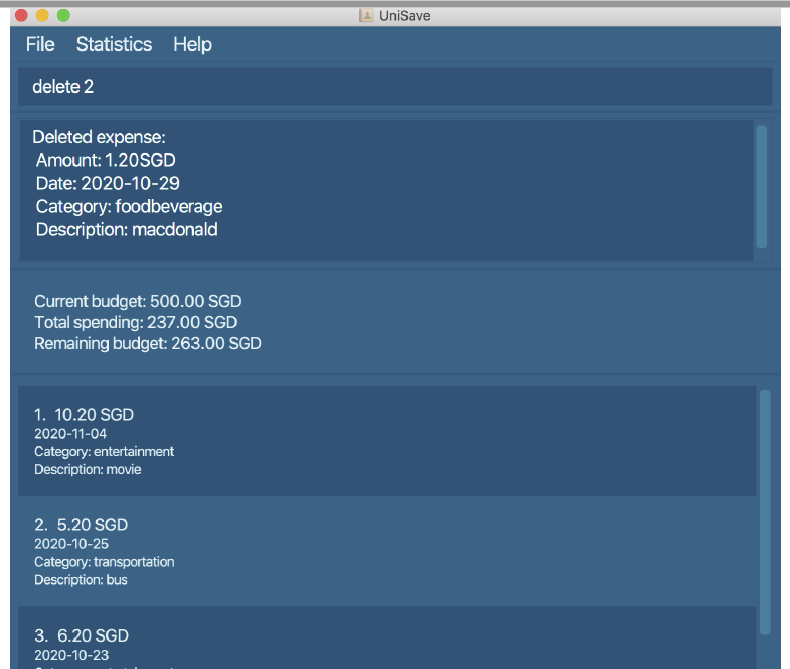 UniSave
File Statistics Help
delete 2
Deleted expense:
Amount: 1.20SGD
Date: 2020-10-29
Category: foodbeverage
Description: macdonald
Current budget: 500.00 SGD
Total spending: 237.00 SGD
Remaining budget: 263.00 SGD
1. 10.20 SGD
2020-11-04
Category: entertainment
Description: movie
2. 5.20 SGD
2020-10-25
Category: transportation
Description: bus
3. 6.20 SGD
2020-10-23